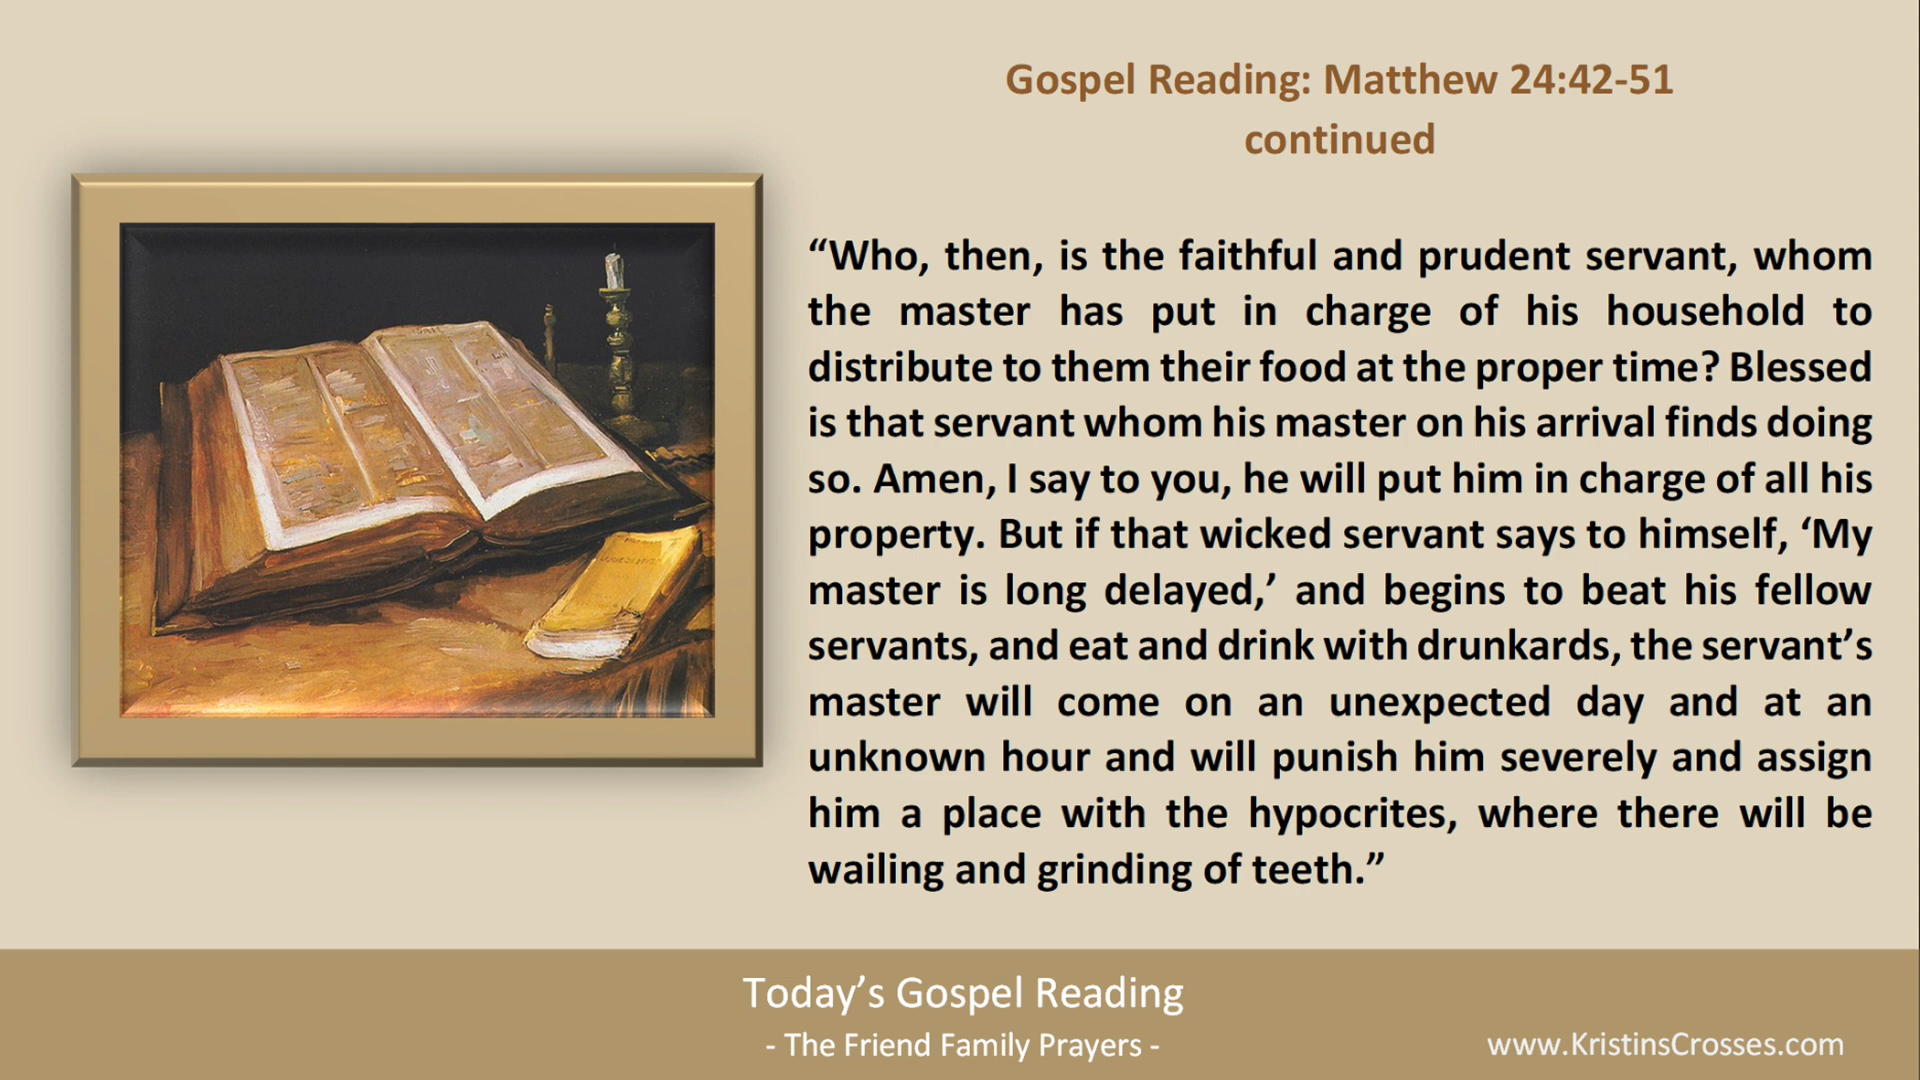 Gospel Reading: Matthew 24:42-51
continued
“Who, then, is the faithful and prudent servant, whom
the master has put in charge of his household to
distribute to them their food at the proper time? Blessed
is that servant whom his master on his arrival finds doing
so. Amen, I say to you, he will put him in charge of all his
property. But if that wicked servant says to himself, ‘My
master is long delayed,’ and begins to beat his fellow
servants, and eat and drink with drunkards, the servant’s
master will come on an unexpected day and at an
unknown hour and will punish him severely and assign
him a place with the hypocrites, where there will be
wailing and grinding of teeth.”
Today’s Gospel Reading
- The Friend Family Prayers -
www.KristinsCrosses.com